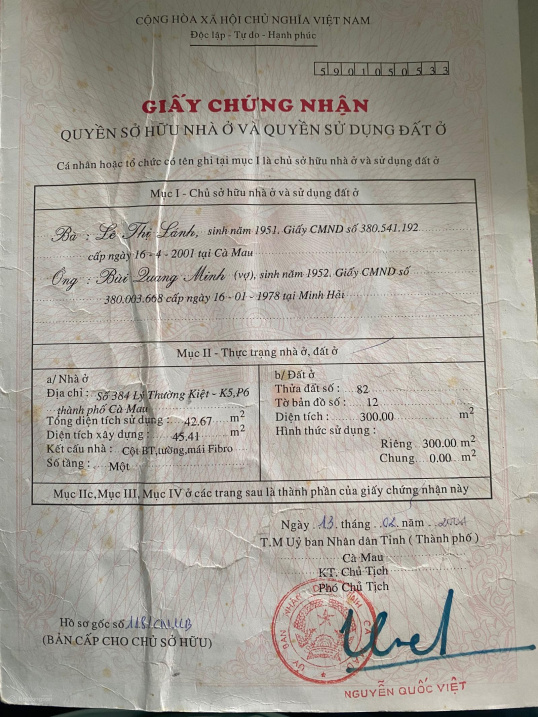 CỘNG HÒA XÃ HỘI CHỦ NGHĨA VIỆT NAM
Độc lập - Tự do - Hạnh phúc
5901050533
GIẤY CHỨNG NHẬN
QUYỀN SỞ HỮU NHÀ Ở VÀ QUYỀN SỬ DỤNG ĐẤT Ở
Cá nhân hoặc tổ chức có tên ghi tại mục I là chủ sở hữu nhà ở và sử dụng đất ở
Mục I - Chủ sở hữu nhà ở và sử dụng đất ở
Bà : Lê Thị Lánh, sinh năm 1951. Giấy CMND số 380.541.192
cấp ngày 16 - 4 - 2001 tại Cà Mau
Ông : Bùi Quang Minh (vợ), sinh năm 1952. Giấy CMND số
380.003.668 cấp ngày 16 - 01 - 1978 tại Minh Hải
Mục II - Thực trạng nhà ở, đất ở
a/ Nhà ở
Địa chỉ : Số 384 Lý Thường Kiệt - K5,P6
thành phố Cà Mau
Tổng diện tích sử dụng : 42.67 m²
Diện tích xây dựng : 45.41 m²
Kết cấu nhà : Cột BT,tường,mái Fibro
Số tầng : Một
b/ Đất ở
Thửa đất số : 82
Tờ bản đồ số : 12
Diện tích : 300.00 m²
Hình thức sử dụng :
Riêng 300.00 m²
Chung 0.00 m²
Mục IIc, Mục III, Mục IV ở các trang sau là thành phần của giấy chứng nhận này
Ngày 13 tháng 02 năm
T.M Uỷ ban Nhân dân Tỉnh ( Thành phố )
Cà Mau
KT. Chủ Tịch
Phó Chủ Tịch
Hồ sơ gốc số
(BẢN CẤP CHO CHỦ SỞ HỮU)
NGUYỄN QUỐC VIỆT